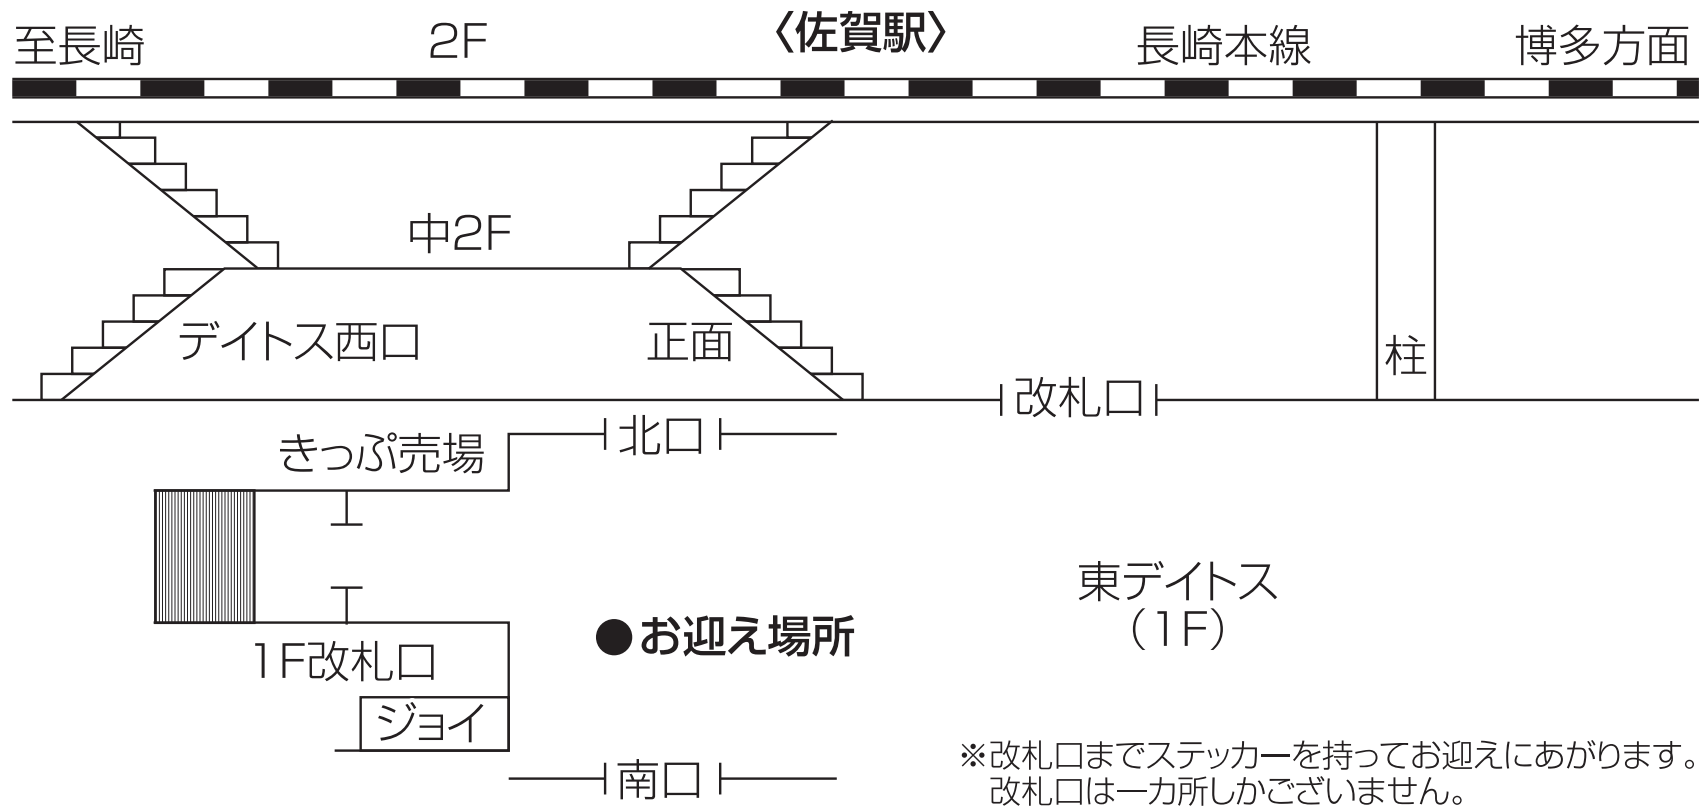 至長崎
2F
〈佐賀駅〉
長崎本線
博多方面
中2F
デイトス西口
正面
柱
改札口
北口
きっぷ売場
東デイトス
(1F)
●お迎え場所
1F改札口
ジョイ
南口
※改札口までステッカーを持ってお迎えにあがります。
改札口は一カ所しかございません。